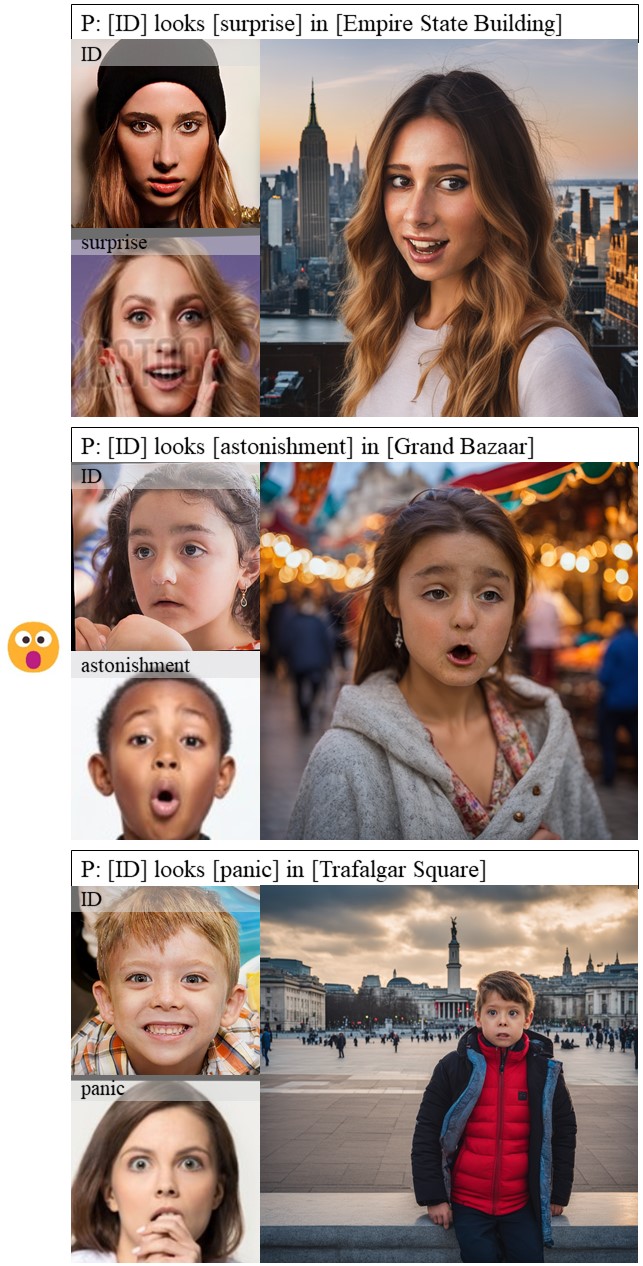 P: [ID] looks [surprise] in [Empire State Building]
ID
surprise
P: [ID] looks [astonishment] in [Grand Bazaar]
ID
astonishment
P: [ID] looks [panic] in [Trafalgar Square]
ID
panic